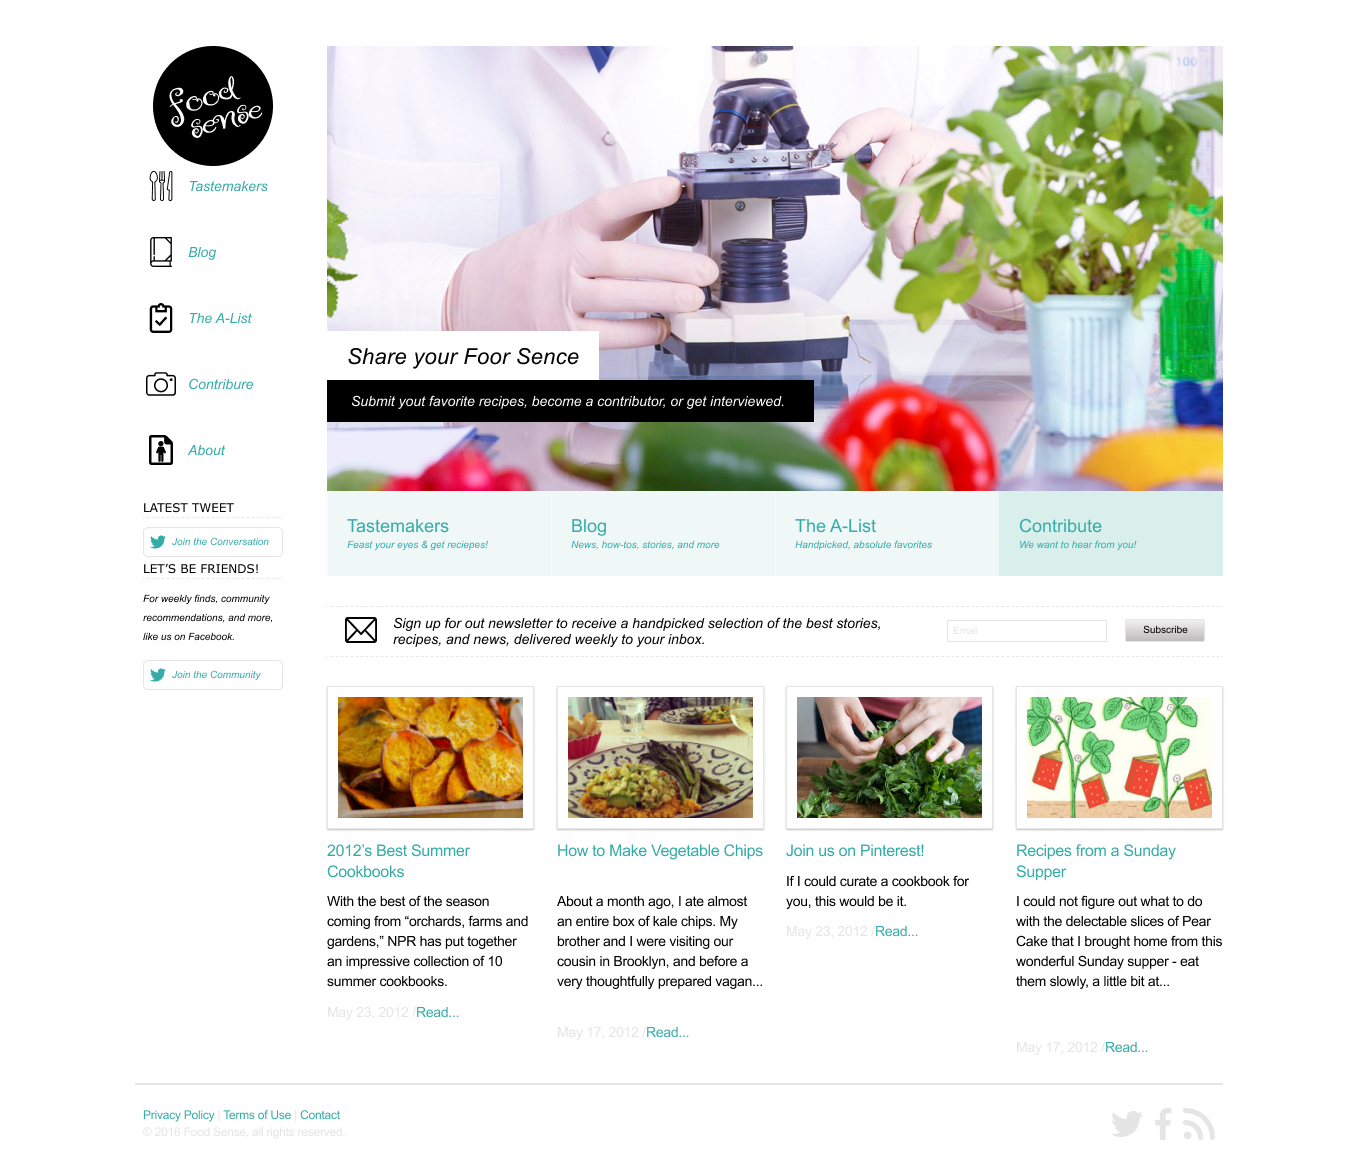 food
sense
Tastemakers
Blog
The A-List
Contribure
About
LATEST TWEET
Join the Conversation
LET'S BE FRIENDS!
For weekly finds, community
recommendations, and more,
like us on Facebook.
Join the Community
100
Share your Foor Sence
Submit yout favorite recipes, become a contributor, or get interviewed.
Tastemakers
Feast your eyes & get reciepes!
Blog
News, how-tos, stories, and more
The A-List
Handpicked, absolute favorites
Contribute
We want to hear from you!
Sign up for out newsletter to receive a handpicked selection of the best stories,
recipes, and news, delivered weekly to your inbox.
Email
Subscribe
2012’s Best Summer
Cookbooks
With the best of the season
coming from “orchards, farms and
gardens,” NPR has put together
an impressive collection of 10
summer cookbooks.
May 23, 2012 /Read...
How to Make Vegetable Chips
About a month ago, I ate almost
an entire box of kale chips. My
brother and I were visiting our
cousin in Brooklyn, and before a
very thoughtfully prepared vagan...
May 17, 2012 /Read...
Join us on Pinterest!
If I could curate a cookbook for
you, this would be it.
May 23, 2012 /Read...
Recipes from a Sunday
Supper
I could not figure out what to do
with the delectable slices of Pear
Cake that I brought home from this
wonderful Sunday supper - eat
them slowly, a little bit at...
May 17, 2012 /Read...
Privacy Policy | Terms of Use | Contact
© 2016 Food Sense, all rights reserved.